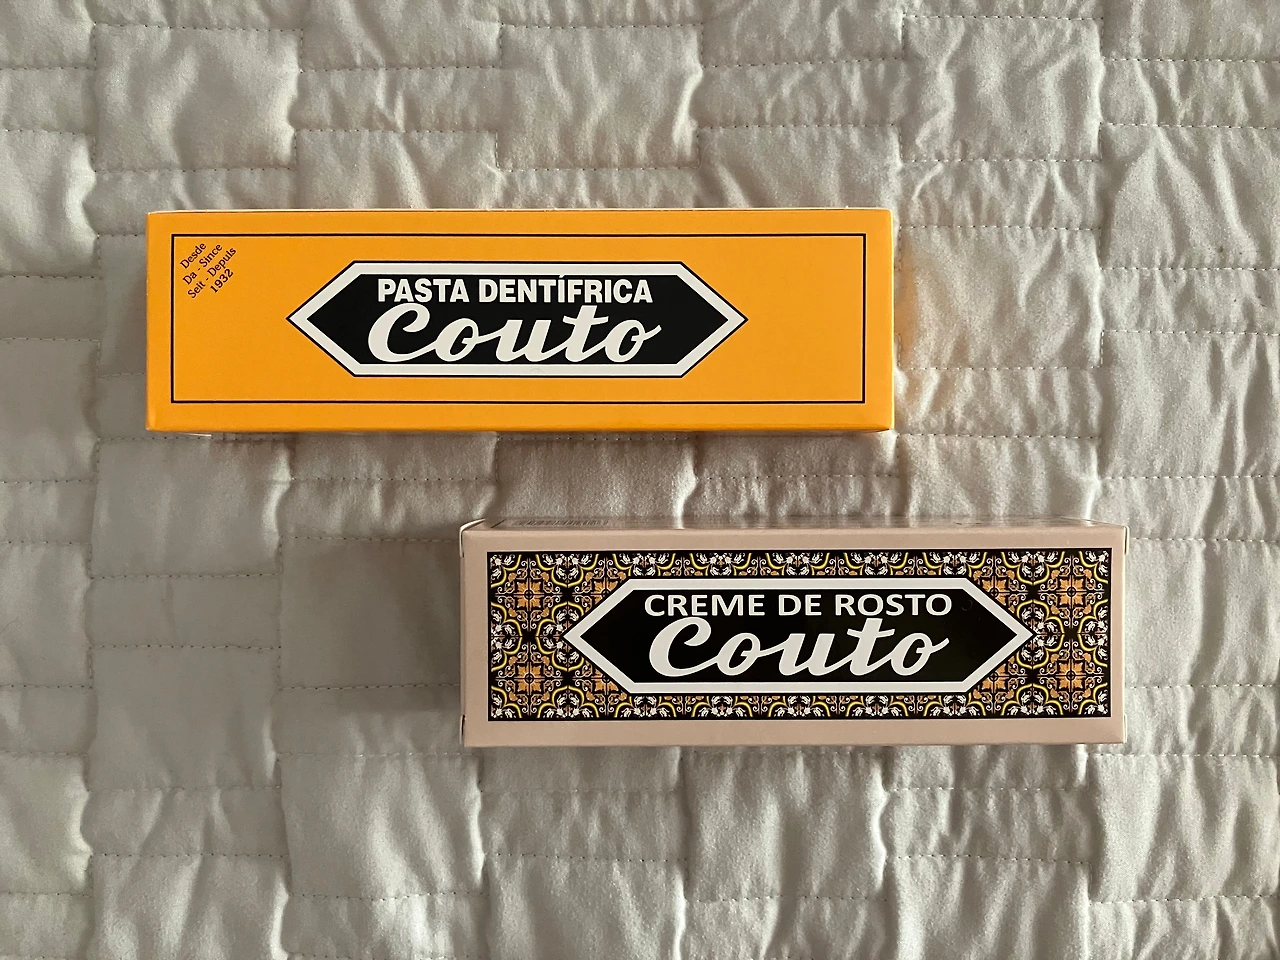 Desde
Da - Since
Seit - Depuis
1932
PASTA DENTÍFRICA
Couto
CREME DE ROSTO
Couto